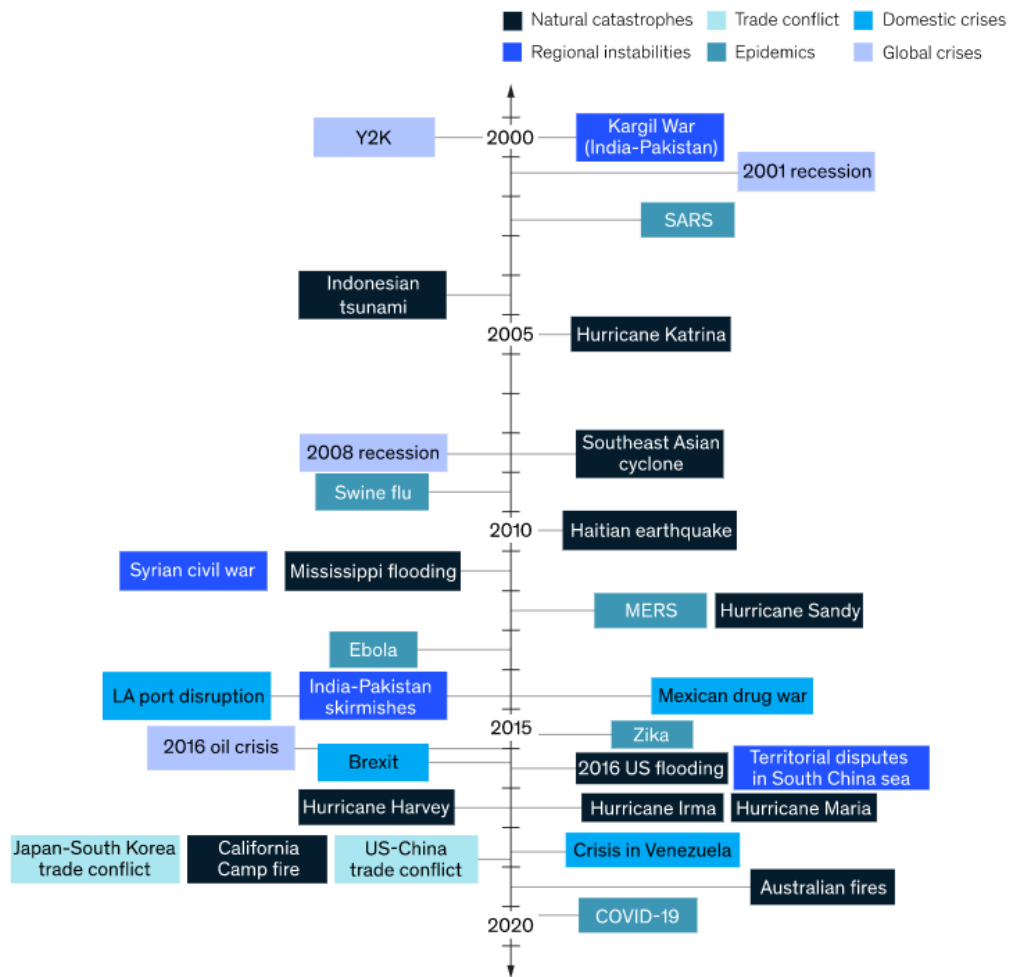 Natural catastrophes
Trade conflict
Domestic crises
Regional instabilities
Epidemics
Global crises
Y2K
2000
Kargil War
(India-Pakistan)
2001 recession
SARS
Indonesian
tsunami
2005
Hurricane Katrina
2008 recession
Southeast Asian
cyclone
Swine flu
2010
Haitian earthquake
Syrian civil war
Mississippi flooding
MERS
Hurricane Sandy
Ebola
LA port disruption
India-Pakistan
skirmishes
Mexican drug war
2015
Zika
2016 oil crisis
Brexit
2016 US flooding
Territorial disputes
in South China sea
Hurricane Harvey
Hurricane Irma
Hurricane Maria
Japan-South Korea
trade conflict
California
Camp fire
US-China
trade conflict
Crisis in Venezuela
Australian fires
COVID-19
2020